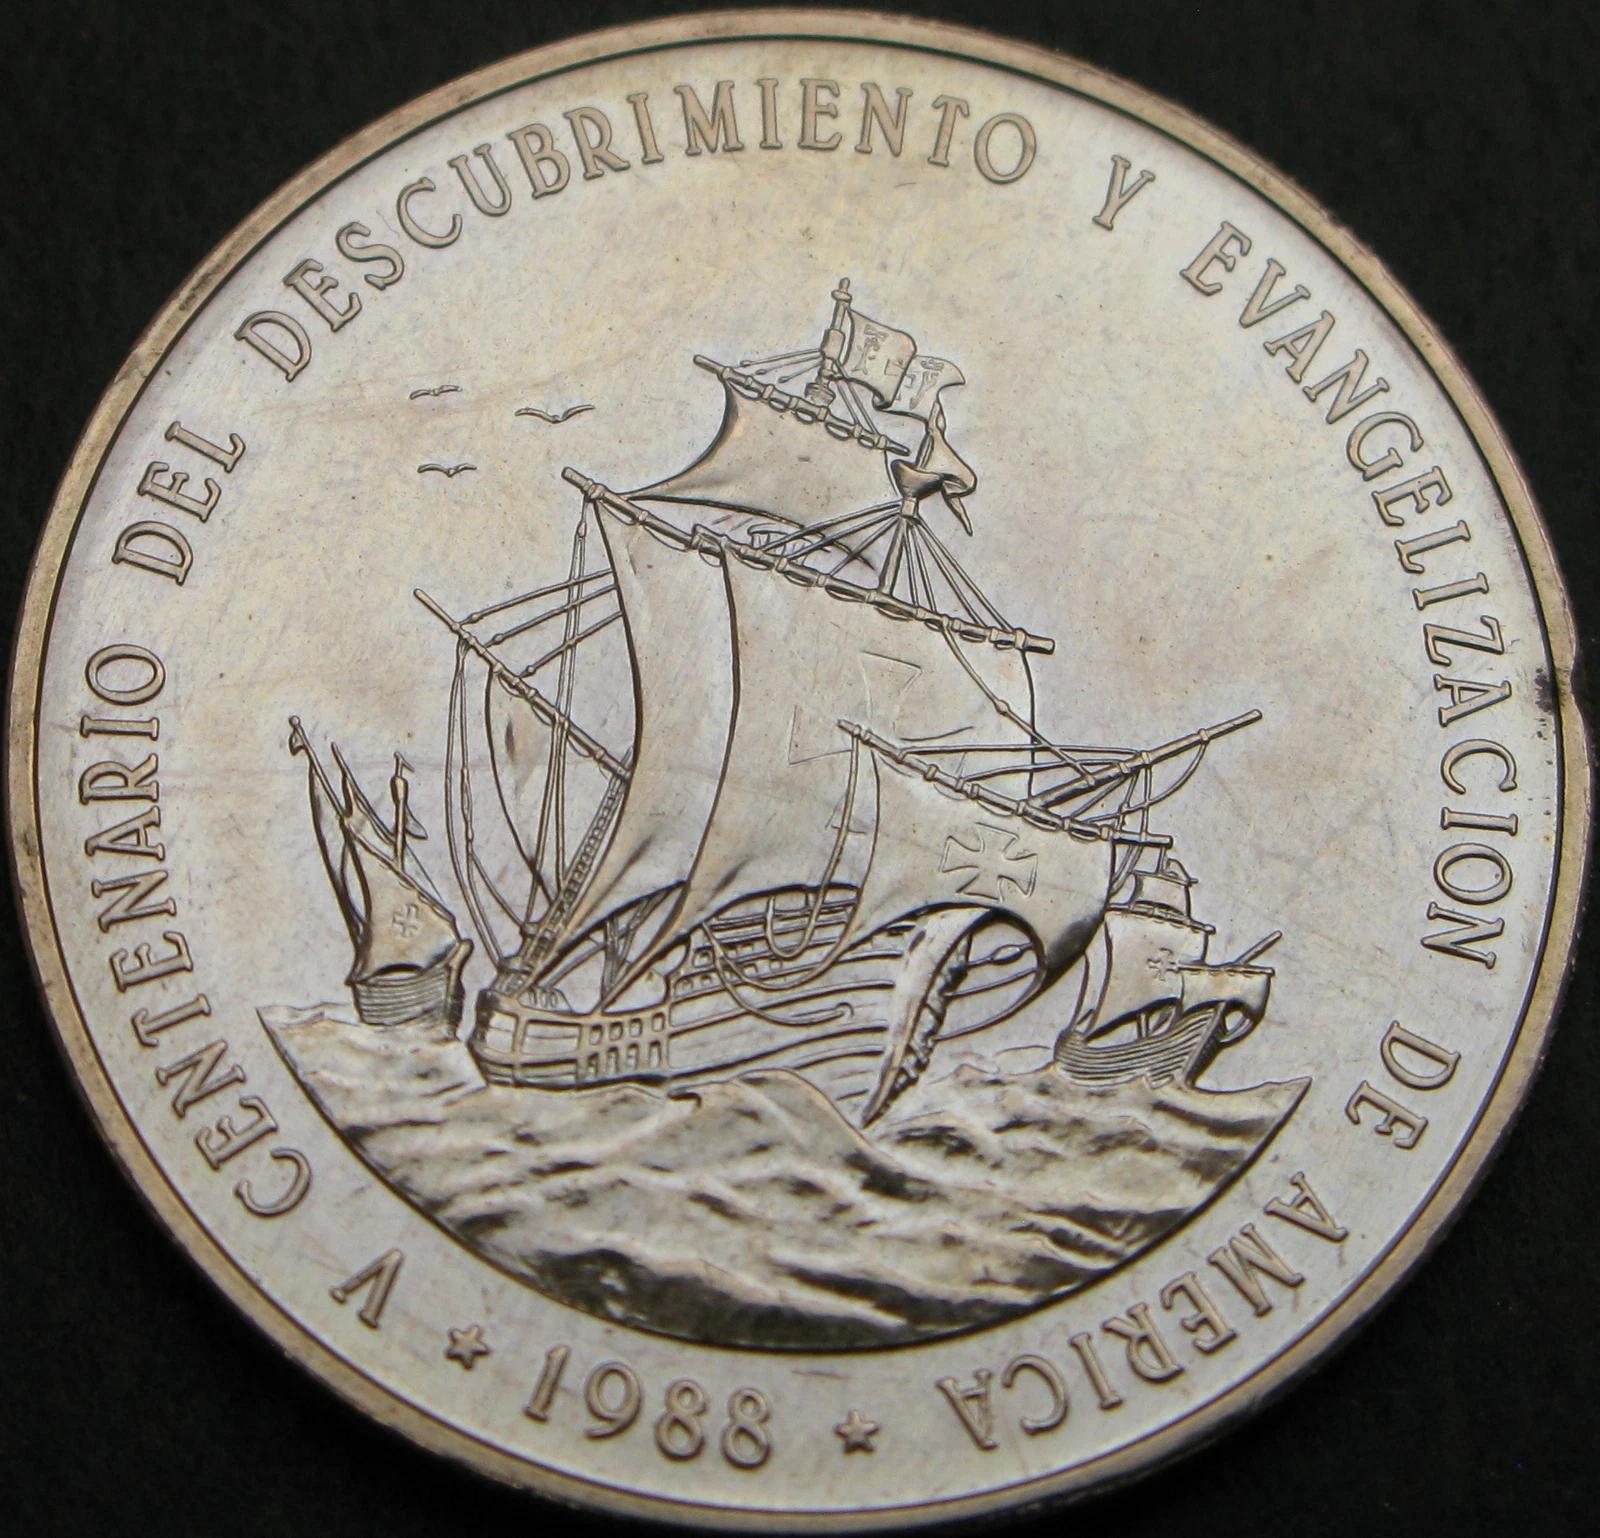 V CENTENARIO DEL DESCUBRIMIENTO Y EVANGELIZACION DE AMERICA
★ 1988 ★